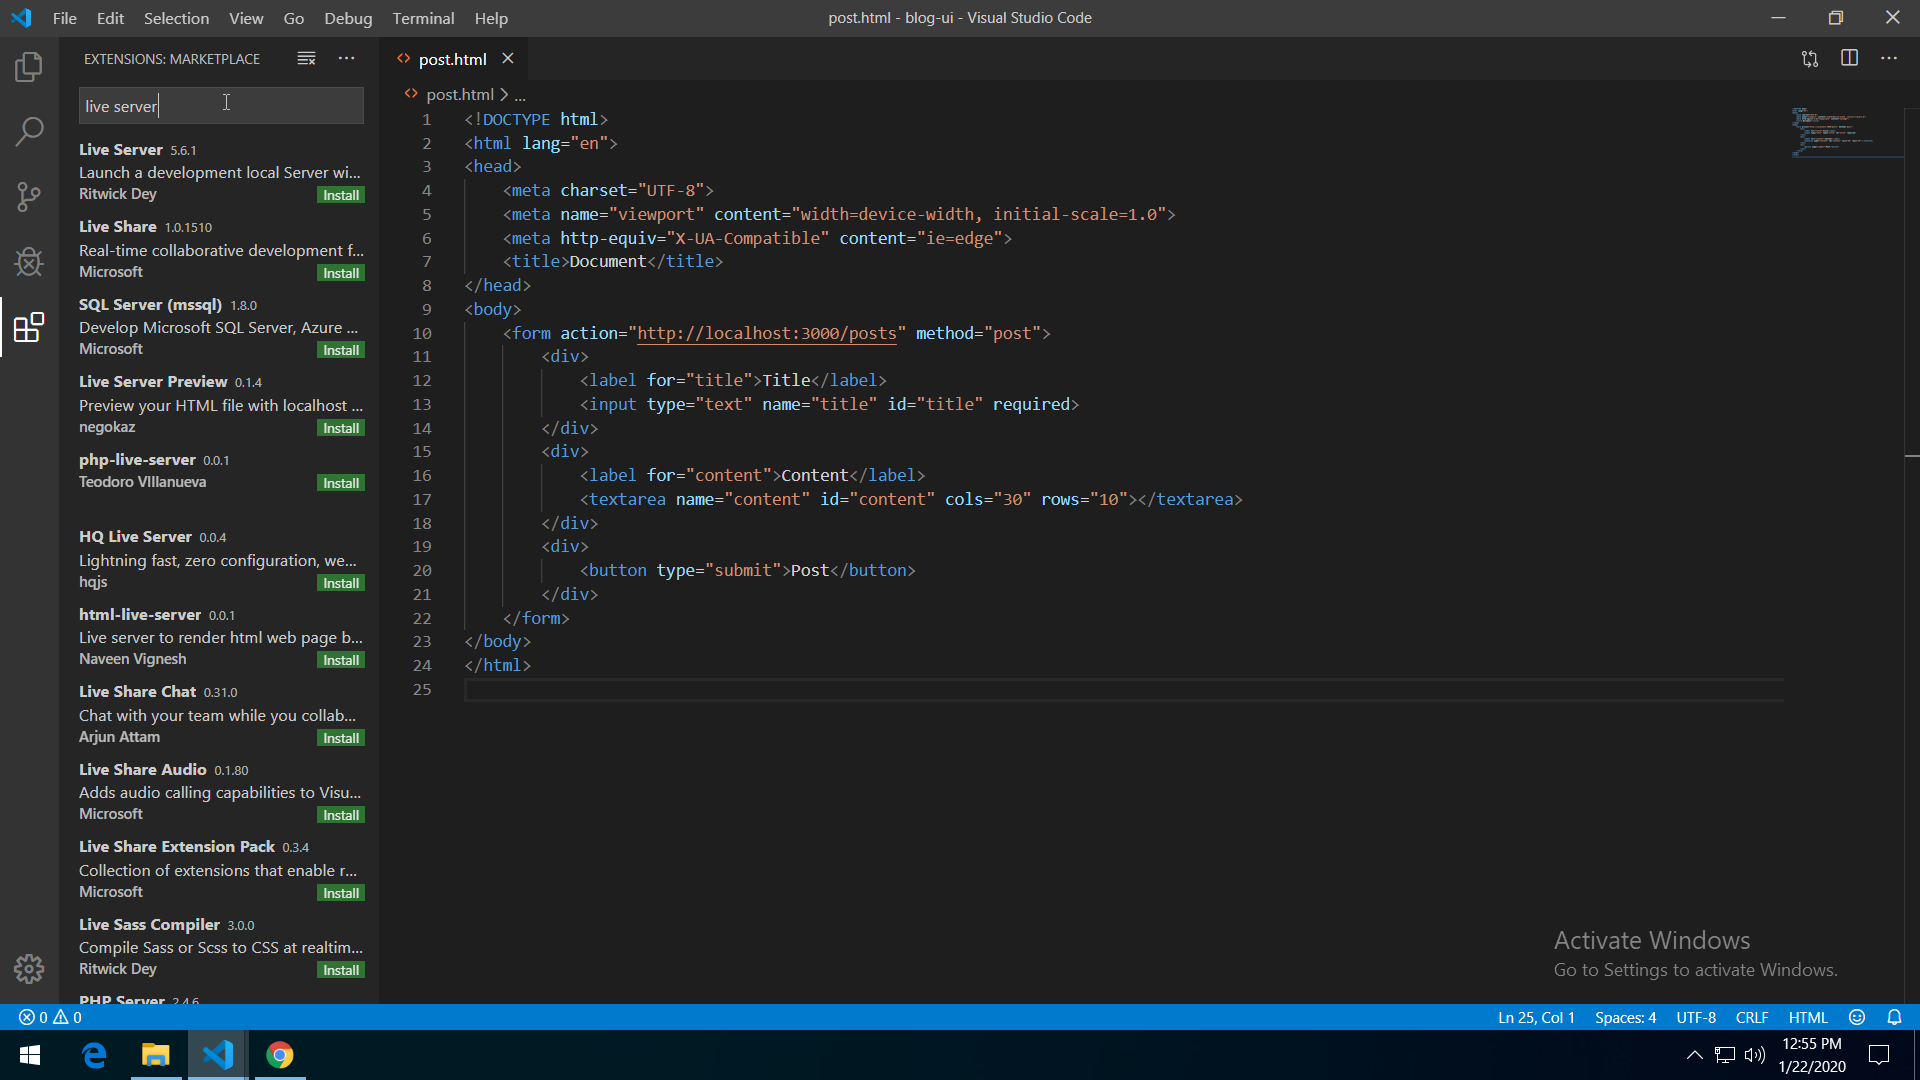 File Edit Selection View Go Debug Terminal Help
post.html - blog-ui - Visual Studio Code
EXTENSIONS: MARKETPLACE
live server
Live Server 5.6.1
Launch a development local Server wi...
Ritwick Dey Install
Live Share 1.0.1510
Real-time collaborative development f...
Microsoft Install
SQL Server (mssql) 1.8.0
Develop Microsoft SQL Server, Azure ...
Microsoft Install
Live Server Preview 0.1.4
Preview your HTML file with localhost ...
negokaz Install
php-live-server 0.0.1
Teodoro VIllanueva Install
HQ Live Server 0.0.4
Lightning fast, zero configuration, we...
hqjs Install
html-live-server 0.0.1
Live server to render html web page b...
Naveen Vignesh Install
Live Share Chat 0.31.0
Chat with your team while you collab...
Arjun Attam Install
Live Share Audio 0.1.80
Adds audio calling capabilities to Visu...
Microsoft Install
Live Share Extension Pack 0.3.4
Collection of extensions that enable r...
Microsoft Install
Live Sass Compiler 3.0.0
Compile Sass or Scss to CSS at realtim...
Ritwick Dey Install
PHP Server 2.4.6
post.html
post.html > ...
1 <!DOCTYPE html>
2 <html lang="en">
3 <head>
4 <meta charset="UTF-8">
5 <meta name="viewport" content="width=device-width, initial-scale=1.0">
6 <meta http-equiv="X-UA-Compatible" content="ie=edge">
7 <title>Document</title>
8 </head>
9 <body>
10 <form action="http://localhost:3000/posts" method="post">
11 <div>
12 <label for="title">Title</label>
13 <input type="text" name="title" id="title" required>
14 </div>
15 <div>
16 <label for="content">Content</label>
17 <textarea name="content" id="content" cols="30" rows="10"></textarea>
18 </div>
19 <div>
20 <button type="submit">Post</button>
21 </div>
22 </form>
23 </body>
24 </html>
25
Activate Windows
Go to Settings to activate Windows.
0 0
Ln 25, Col 1 Spaces: 4 UTF-8 CRLF HTML
12:55 PM
1/22/2020